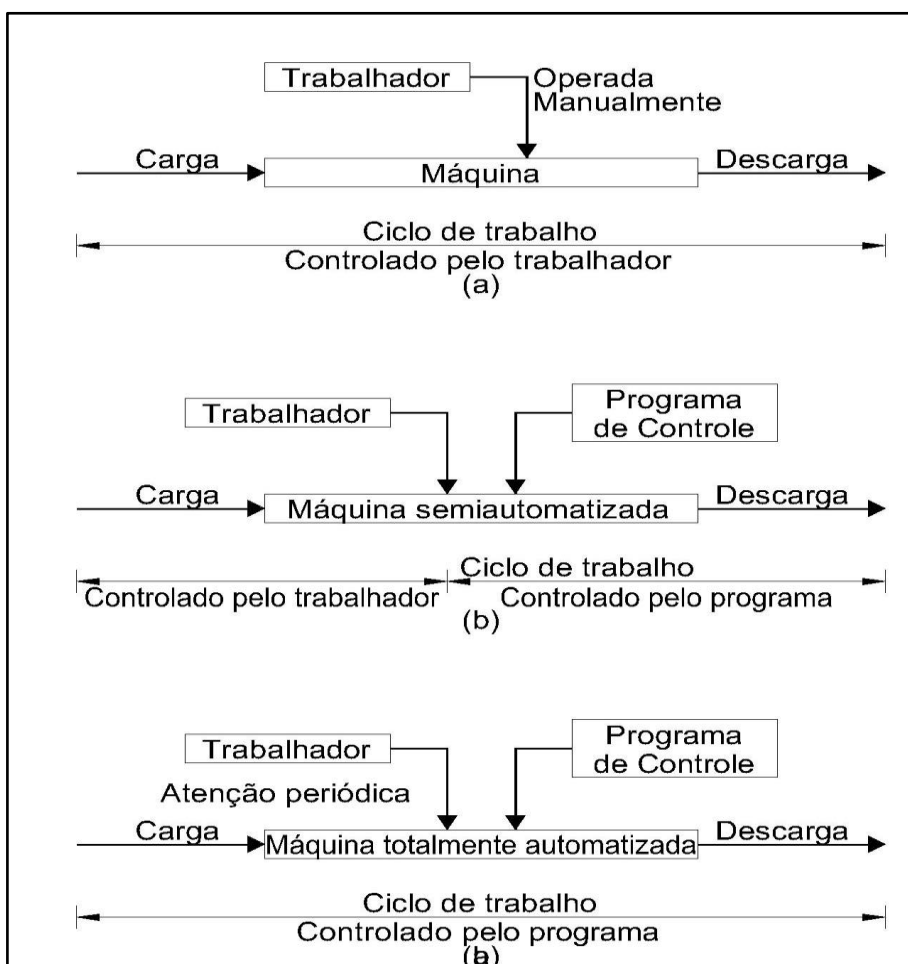 Trabalhador
Operada
Manualmente
Carga
Máquina
Descarga
Ciclo de trabalho
Controlado pelo trabalhador
(a)
Trabalhador
Programa
de Controle
Carga
Máquina semiautomatizada
Descarga
Ciclo de trabalho
Controlado pelo trabalhador
Controlado pelo programa
(b)
Trabalhador
Programa
de Controle
Atenção periódica
Carga
Máquina totalmente automatizada
Descarga
Ciclo de trabalho
Controlado pelo programa